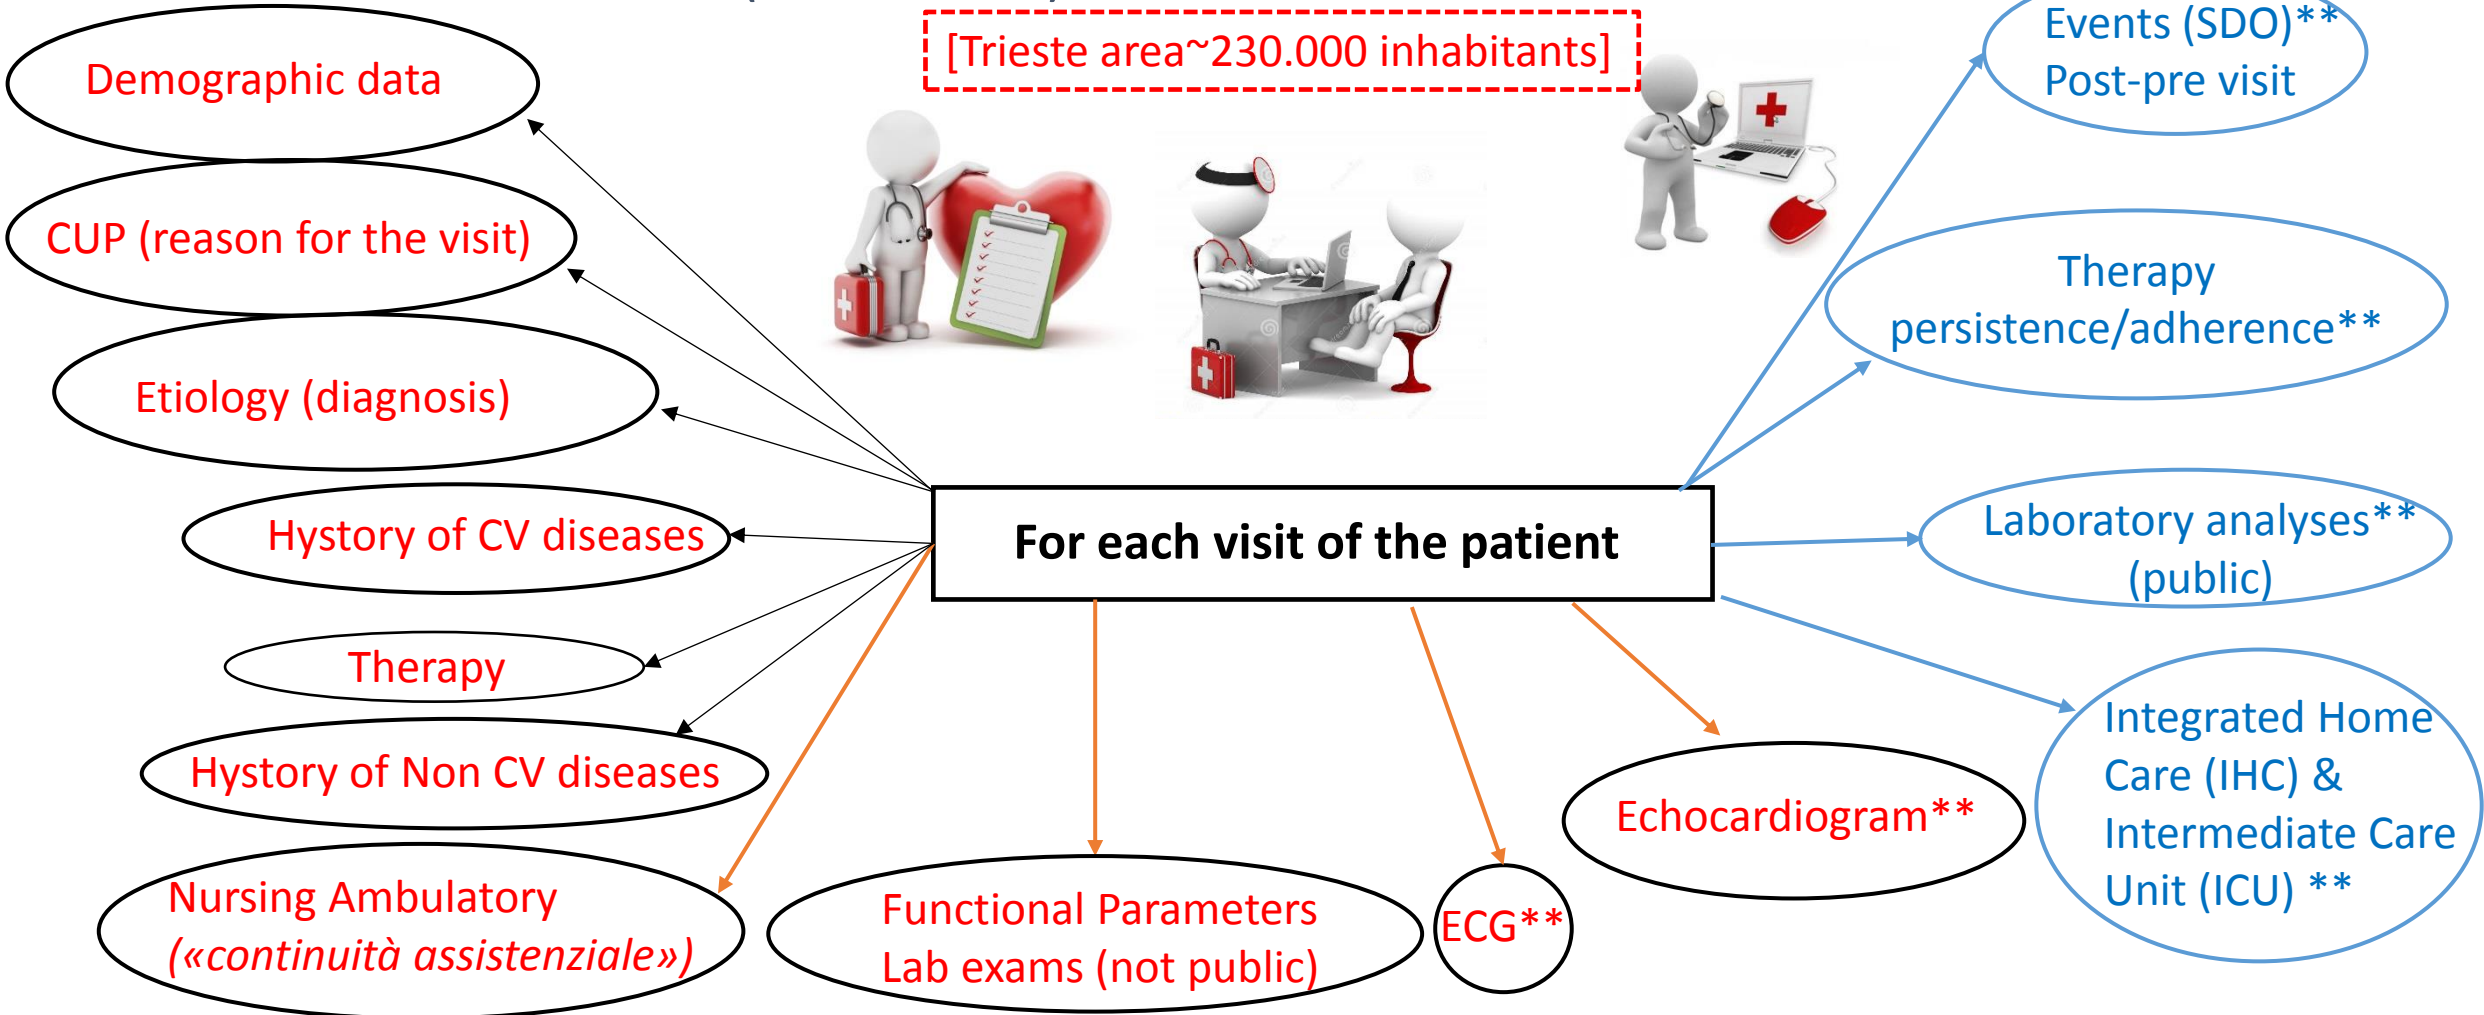 [Trieste area~230.000 inhabitants]
Demographic data
CUP (reason for the visit)
Etiology (diagnosis)
Hystory of CV diseases
Therapy
Hystory of Non CV diseases
Nursing Ambulatory
(«continuità assistenziale»)
For each visit of the patient
Functional Parameters
Lab exams (not public)
ECG**
Echocardiogram**
Events (SDO)**
Post-pre visit
Therapy
persistence/adherence**
Laboratory analyses**
(public)
Integrated Home
Care (IHC) &
Intermediate Care
Unit (ICU) **